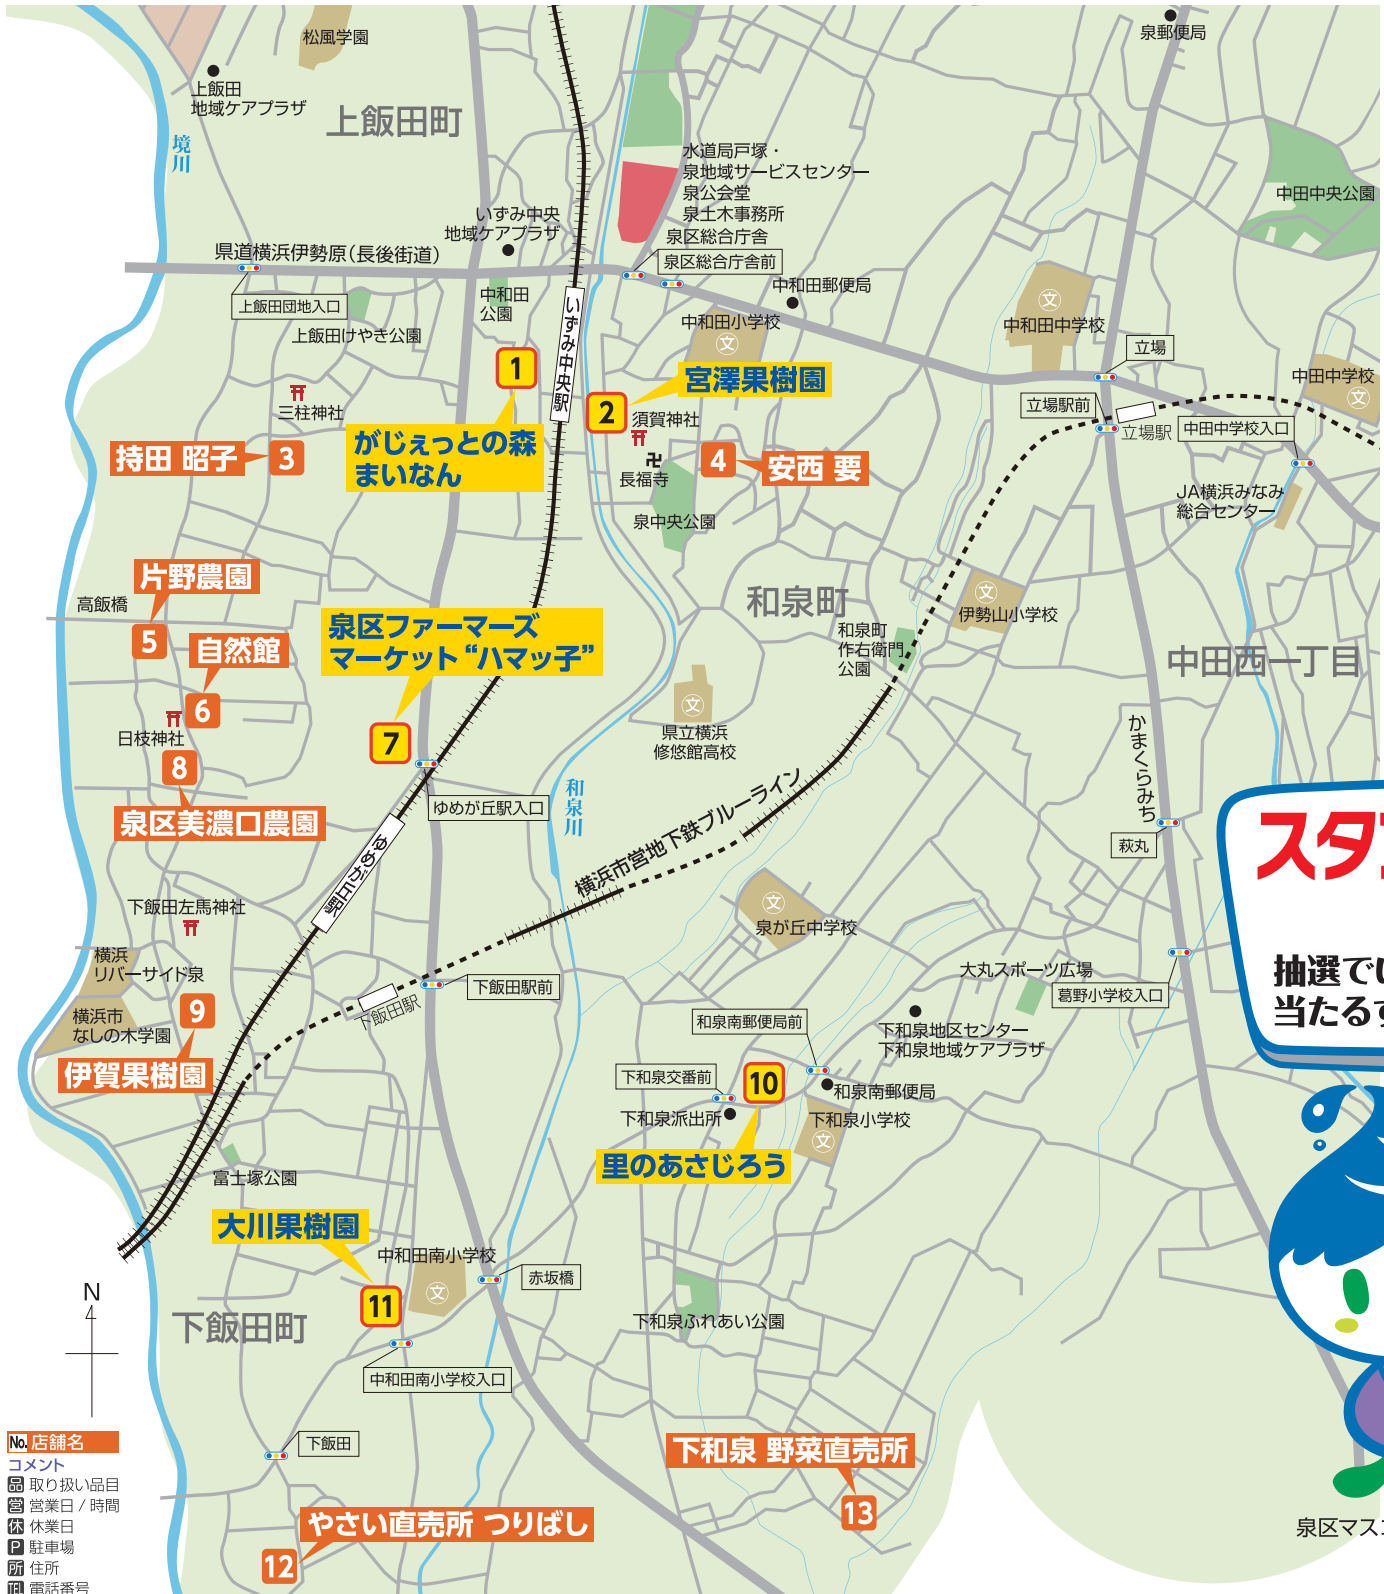 松風学園
泉郵便局
上飯田
地域ケアプラザ
上飯田町
境川
水道局戸塚・
泉地域サービスセンター
泉公会堂
泉土木事務所
泉区総合庁舎
中田中央公園
いずみ中央
地域ケアプラザ
県道横浜伊勢原(長後街道)
泉区総合庁舎前
中和田郵便局
上飯田団地入口
中和田
公園
上飯田けやき公園
いずみ中央駅
中和田小学校
文
文
中和田中学校
立場
1
宮澤果樹園
中田中学校
文
三柱神社
2
須賀神社
立場駅前
立場駅
中田中学校入口
がじぇっとの森
まいなん
持田 昭子
3
卍
長福寺
4
安西 要
JA横浜みなみ
総合センター
泉中央公園
片野農園
高飯橋
5
和泉町
文
伊勢山小学校
泉区ファーマーズ
マーケット“ハマッ子”
自然館
和泉町
作右衛門
公園
中田西一丁目
6
文
日枝神社
7
県立横浜
修悠館高校
かまくらみち
8
和泉川
ゆめが丘駅入口
泉区美濃口農園
横浜市営地下鉄ブルーライン
萩丸
ゆめが丘駅
スタ
下飯田左馬神社
文
泉が丘中学校
横浜
リバーサイド泉
大丸スポーツ広場
抽選で
当たる
下飯田駅前
葛野小学校入口
下飯田駅
9
横浜市
なしの木学園
和泉南郵便局前
下和泉地区センター
下和泉地域ケアプラザ
伊賀果樹園
下和泉交番前
10
和泉南郵便局
下和泉派出所
下和泉小学校
文
里のあさじろう
富士塚公園
大川果樹園
中和田南小学校
文
赤坂橋
N
11
下飯田町
下和泉ふれあい公園
中和田南小学校入口
下飯田
下和泉 野菜直売所
13
やさい直売所 つりばし
12
泉区マス
No. 店舗名
コメント
品 取り扱い品目
営 営業日 / 時間
休 休業日
P 駐車場
所 住所
TEL 電話番号